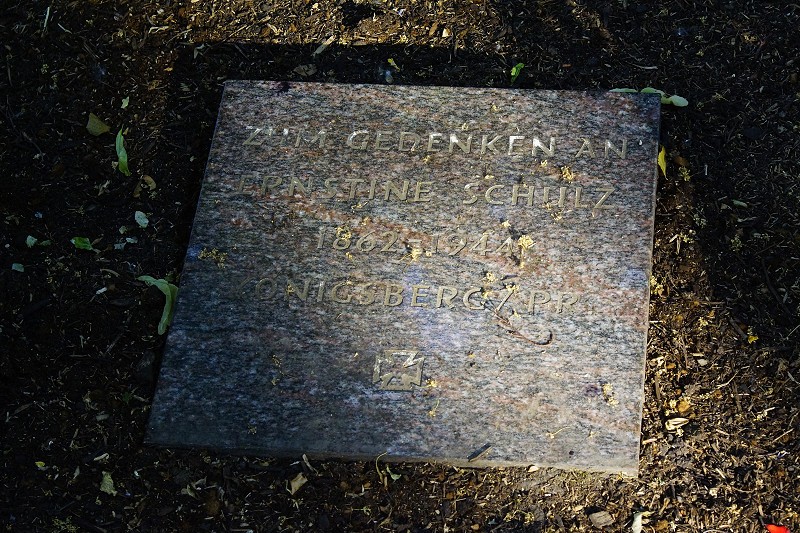 ZUM GEDENKEN AN
ERNSTINE SCHULZ
1862-1944
KÖNIGSBERG/PR.